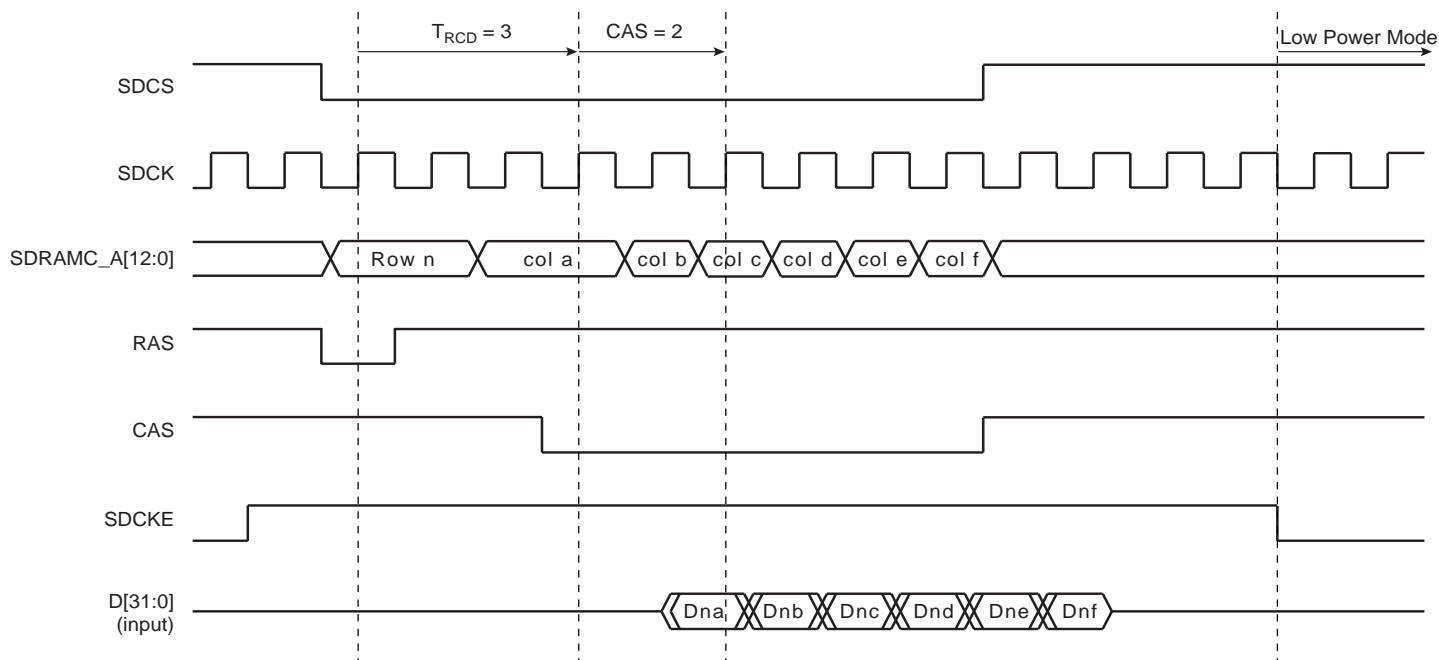 T_RCD = 3
CAS = 2
Low Power Mode
SDCS
SDCK
SDRAMC_A[12:0]
Row n
col a
col b
col c
col d
col e
col f
RAS
CAS
SDCKE
D[31:0]
(input)
Dna
Dnb
Dnc
Dnd
Dne
Dnf